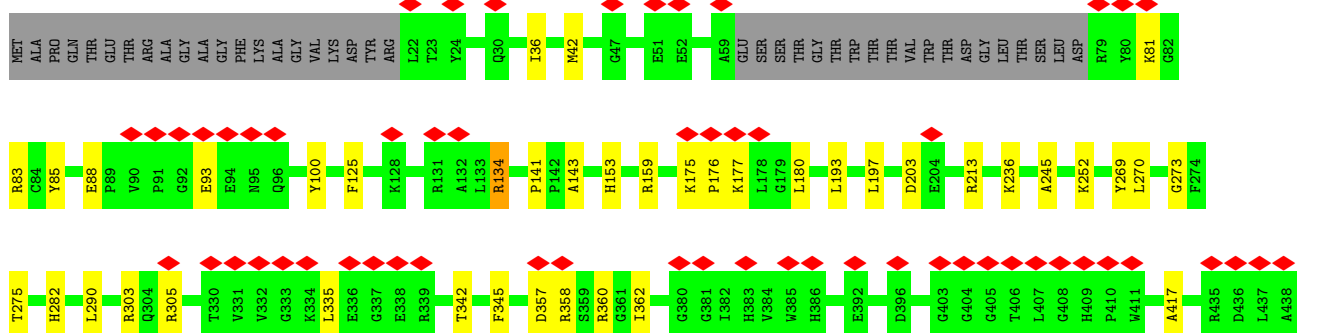 MET ALA PRO GLN THR GLU THR ARG ALA GLY ALA GLY PHE LYS ALA GLY VAL LYS ASP TYR ARG L22 T23 Y24 Q30 I36 M42 G47 E51 E52 A59 GLU SER SER THR GLY THR TRP THR THR VAL TRP THR ASP GLY LEU THR SER LEU ASP R79 Y80 K81 G82
R83 C84 Y85 E88 P89 V90 P91 G92 E93 E94 N95 Q96 Y100 F125 K128 R131 A132 L133 R134 P141 P142 A143 H153 R159 K175 P176 K177 L178 G179 L180 L193 L197 D203 E204 R213 K236 A245 K252 Y269 L270 G273 F274
T275 H282 L290 R303 Q304 R305 T330 V331 V332 G333 K334 L335 E336 G337 E338 R339 T342 F345 D357 R358 S359 R360 G361 I362 G380 G381 I382 H383 V384 W385 H386 E392 D396 G403 G404 G405 T406 L407 G408 H409 P410 W411 A417 R435 D436 L437 A438